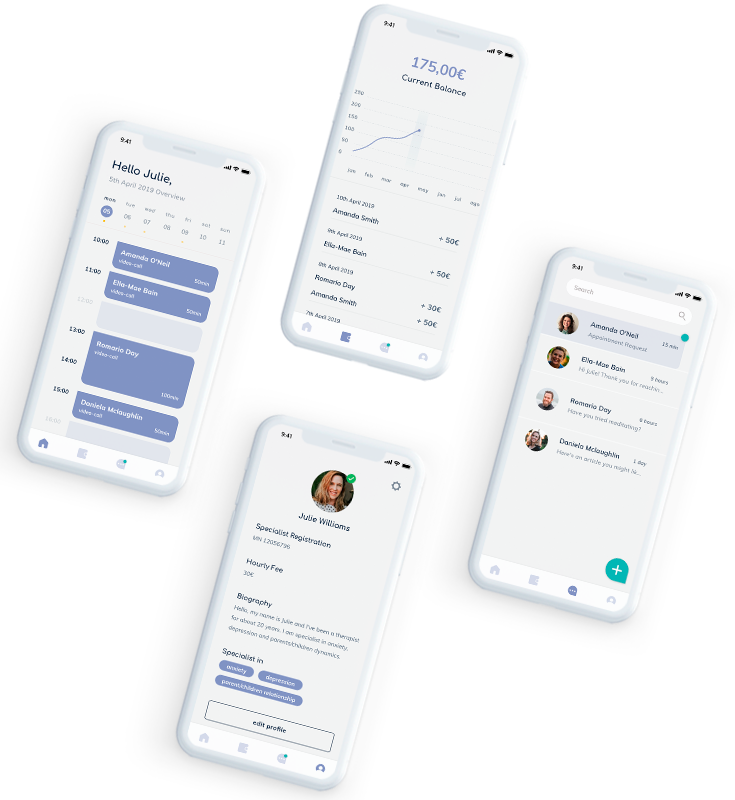 9:41
Hello Julie,
5th April 2019 Overview
mon tue wed thu fri sat sun
05 06 07 08 09 10 11
10:00
Amanda O'Neil
video-call
50min
11:00
Ella-Mae Bain
video-call
50min
12:00
13:00
Romario Day
video-call
14:00
100min
15:00
Daniela Mclaughlin
video-call
50min
16:00
9:41
175,00€
Current Balance
250
200
150
100
50
0
jan feb mar apr may jun jul ago
10th April 2019
Amanda Smith
+ 50€
9th April 2019
Ella-Mae Bain
+ 50€
8th April 2019
Romario Day
+ 30€
Amanda Smith
+ 50€
7th April 2019
9:41
Search
Amanda O'Neil
15 min
Appointment Request
Ella-Mae Bain
9 hours
Hi Julie! Thank you for reachin...
Romario Day
9 hours
Have you tried meditating?
Daniela Mclaughlin
1 day
Here's an article you might lik...
9:41
Julie Williams
Specialist Registration
MN 12056796
Hourly Fee
30€
Biography
Hello, my name is Julie and I've been a therapist
for about 20 years. I am specialist in anxiety,
depression and parents/children dynamics.
Specialist in
anxiety
depression
parent/children relationship
edit profile